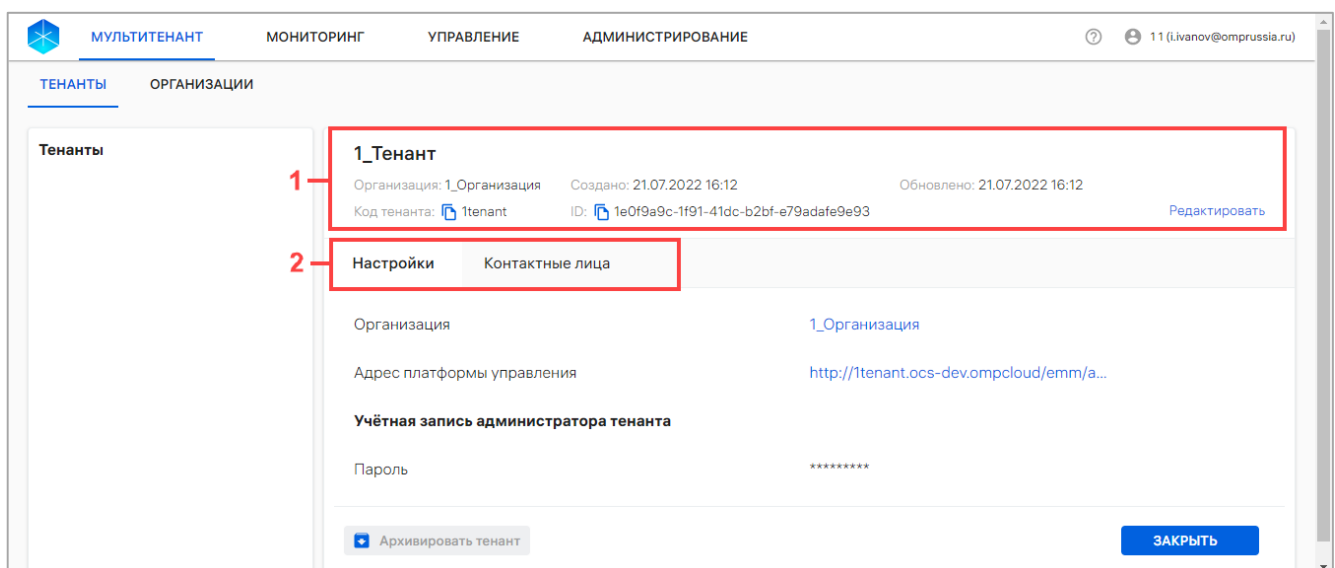 МУЛЬТИТЕНАНТ МОНИТОРИНГ УПРАВЛЕНИЕ АДМИНИСТРИРОВАНИЕ 11 (i.ivanov@omprussia.ru)
ТЕНАНТЫ ОРГАНИЗАЦИИ
Тенанты
1
1_Тенант
Организация: 1_Организация Создано: 21.07.2022 16:12 Обновлено: 21.07.2022 16:12
Код тенанта: 1tenant ID: 1e0f9a9c-1f91-41dc-b2bf-e79adafe9e93 Редактировать
2
Настройки Контактные лица
Организация 1_Организация
Адрес платформы управления http://1tenant.ocs-dev.ompcloud/emm/a...
Учётная запись администратора тенанта
Пароль *********
Архивировать тенант ЗАКРЫТЬ